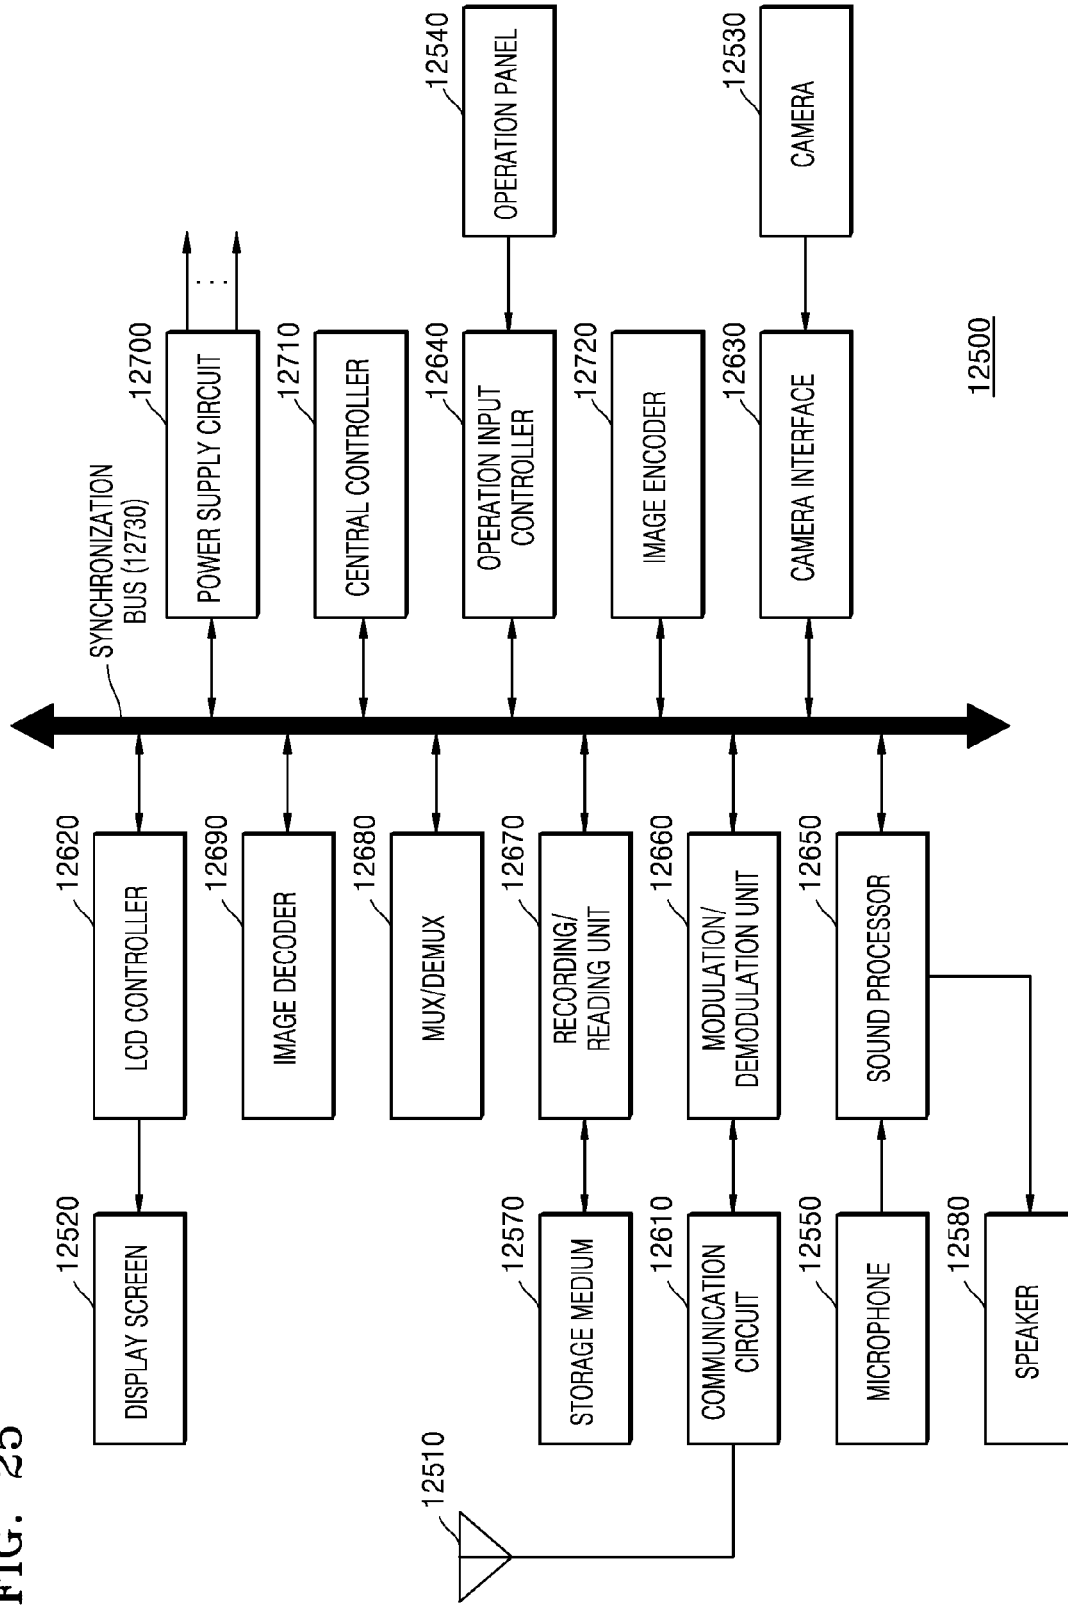 FIG. 25
12510
12520
DISPLAY SCREEN
12570
STORAGE MEDIUM
12610
COMMUNICATION
CIRCUIT
12550
MICROPHONE
12580
SPEAKER
12620
LCD CONTROLLER
12690
IMAGE DECODER
12680
MUX/DEMUX
12670
RECORDING/
READING UNIT
12660
MODULATION/
DEMODULATION UNIT
12650
SOUND PROCESSOR
SYNCHRONIZATION
BUS (12730)
12700
POWER SUPPLY CIRCUIT
12710
CENTRAL CONTROLLER
12640
OPERATION INPUT
CONTROLLER
12720
IMAGE ENCODER
12630
CAMERA INTERFACE
12540
OPERATION PANEL
12530
CAMERA
12500